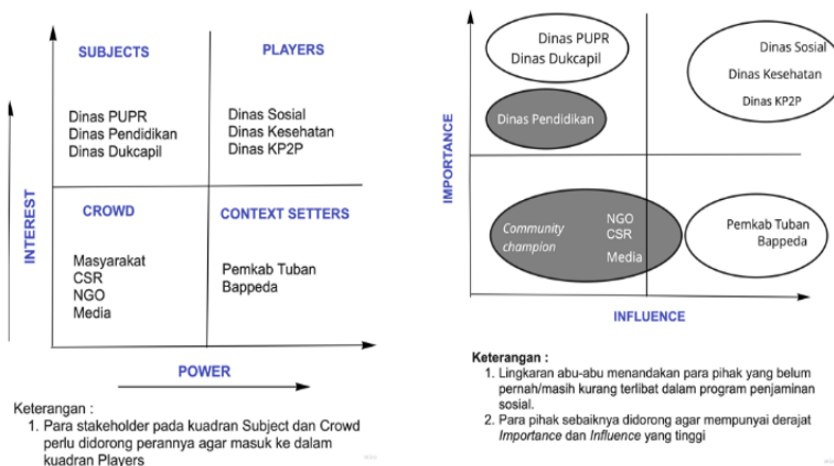 SUBJECTS
PLAYERS
Dinas PUPR
Dinas Pendidikan
Dinas Dukcapil
Dinas Sosial
Dinas Kesehatan
Dinas KP2P
INTEREST
CROWD
CONTEXT SETTERS
Masyarakat
CSR
NGO
Media
Pemkab Tuban
Bappeda
POWER
Keterangan :
1. Para stakeholder pada kuadran Subject dan Crowd
perlu didorong perannya agar masuk ke dalam
kuadran Players
Dinas PUPR
Dinas Dukcapil
Dinas Sosial
Dinas Kesehatan
Dinas KP2P
Dinas Pendidikan
IMPORTANCE
Community
champion
NGO
CSR
Media
Pemkab Tuban
Bappeda
INFLUENCE
Keterangan :
1. Lingkaran abu-abu menandakan para pihak yang belum
pernah/masih kurang terlibat dalam program penjaminan
sosial.
2. Para pihak sebaiknya didorong agar mempunyai derajat
Importance dan Influence yang tinggi